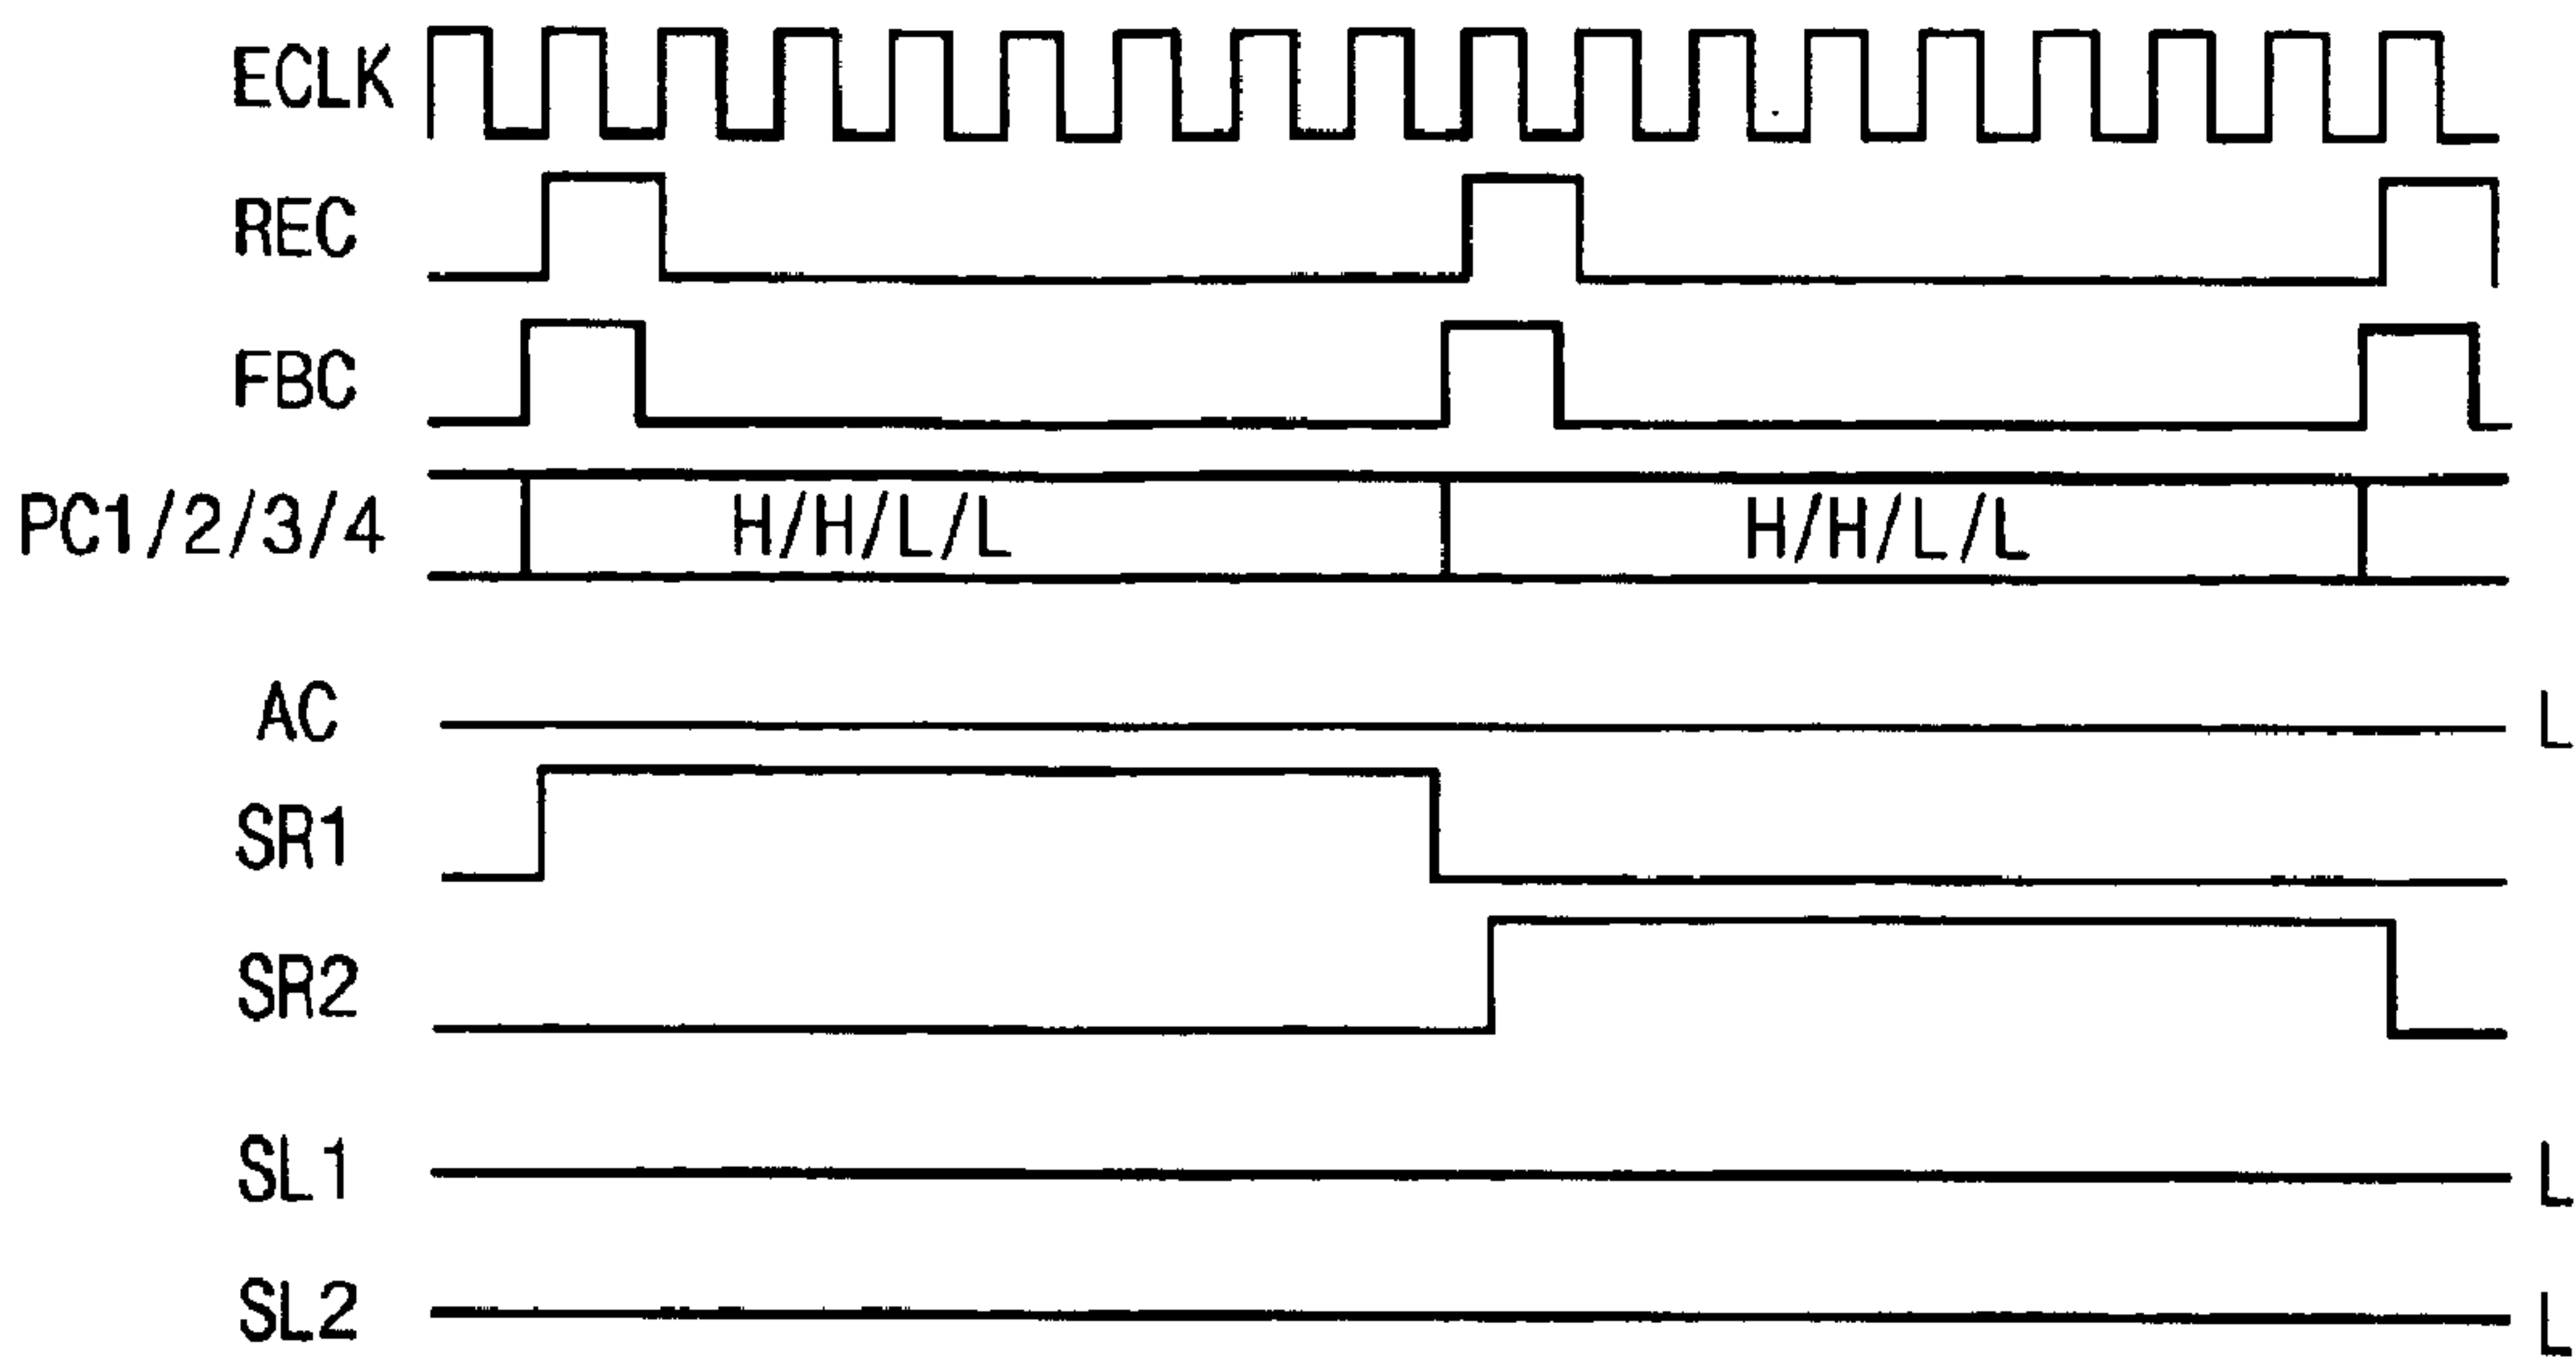 ECLK
REC
FBC
PC1/2/3/4 H/H/L/L H/H/L/L
AC L
SR1
SR2
SL1 L
SL2 L